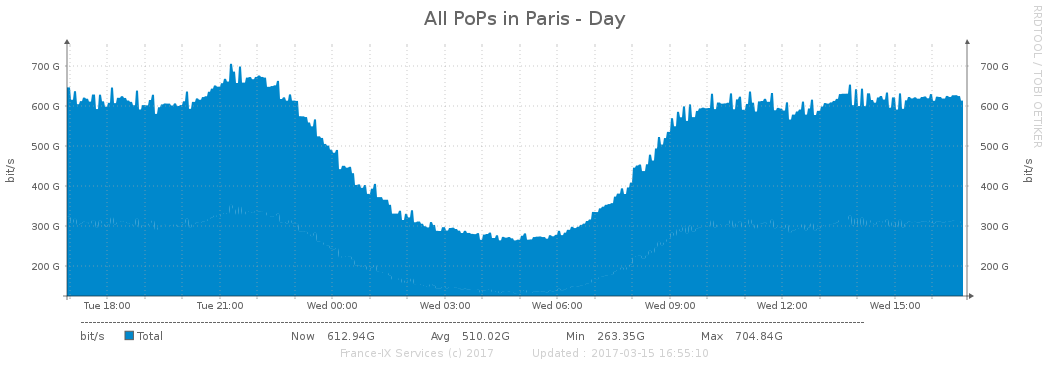 All PoPs in Paris - Day
RRDTOOL / TOBI OETIKER
bit/s
bit/s
700 G 700 G
600 G 600 G
500 G 500 G
400 G 400 G
300 G 300 G
200 G 200 G
Tue 18:00 Tue 21:00 Wed 00:00 Wed 03:00 Wed 06:00 Wed 09:00 Wed 12:00 Wed 15:00
bit/s Total Now 612.94G Avg 510.02G Min 263.35G Max 704.84G
France-IX Services (c) 2017 Updated : 2017-03-15 16:55:10